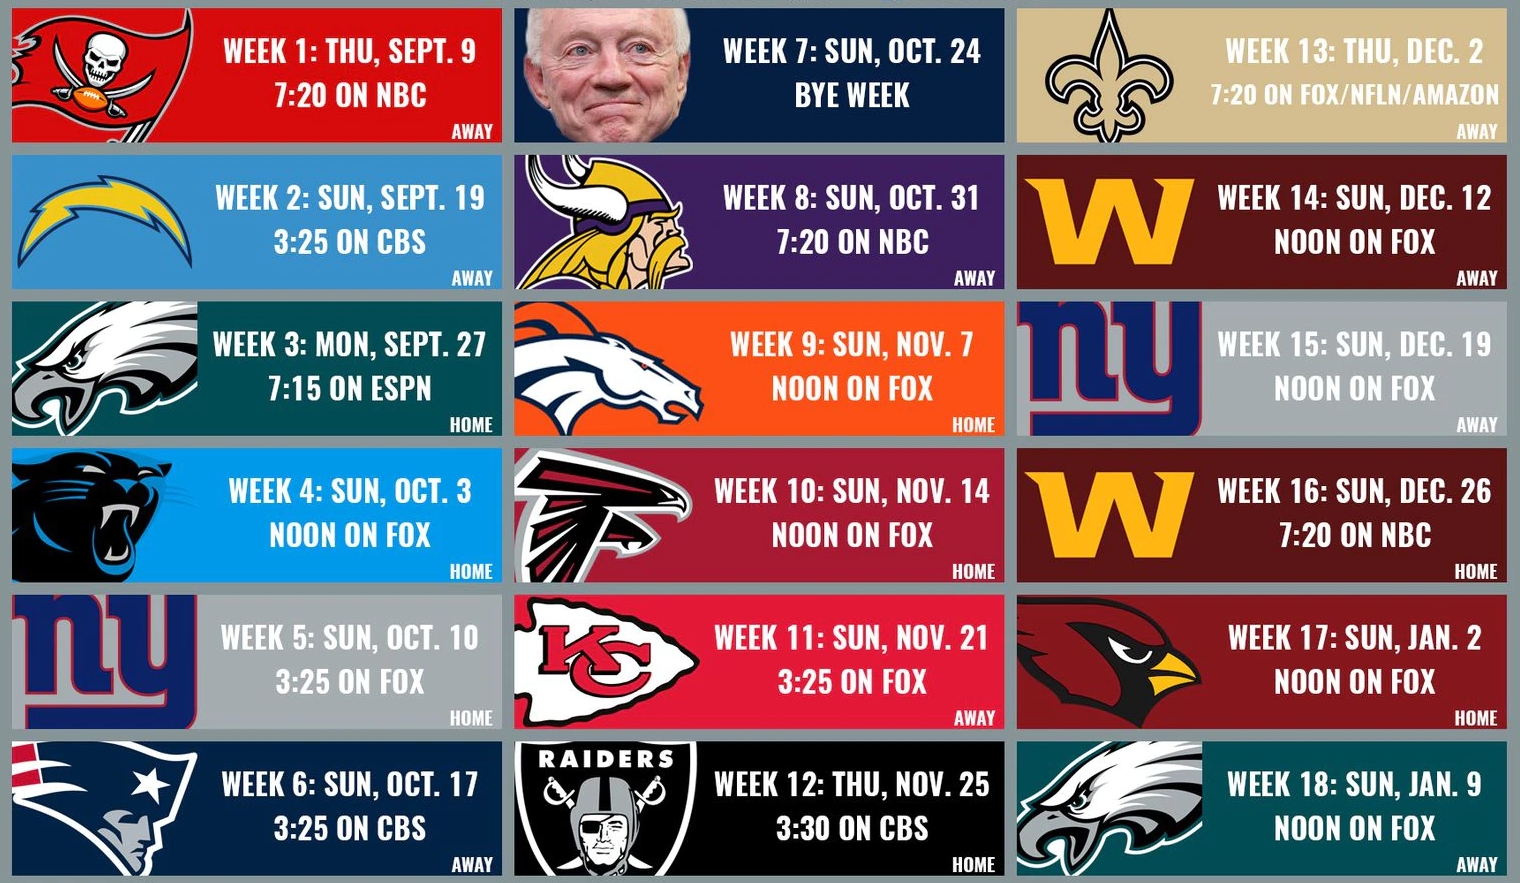 WEEK 1: THU, SEPT. 9
7:20 ON NBC
AWAY
WEEK 2: SUN, SEPT. 19
3:25 ON CBS
AWAY
ny
WEEK 3: MON, SEPT. 27
7:15 ON ESPN
HOME
WEEK 4: SUN, OCT. 3
NOON ON FOX
HOME
ny
WEEK 5: SUN, OCT. 10
3:25 ON FOX
HOME
WEEK 6: SUN, OCT. 17
3:25 ON CBS
AWAY
WEEK 7: SUN, OCT. 24
BYE WEEK
WEEK 8: SUN, OCT. 31
7:20 ON NBC
AWAY
WEEK 9: SUN, NOV. 7
NOON ON FOX
HOME
WEEK 10: SUN, NOV. 14
NOON ON FOX
HOME
KC
WEEK 11: SUN, NOV. 21
3:25 ON FOX
AWAY
RAIDERS
WEEK 12: THU, NOV. 25
3:30 ON CBS
HOME
WEEK 13: THU, DEC. 2
7:20 ON FOX/NFLN/AMAZON
AWAY
W
WEEK 14: SUN, DEC. 12
NOON ON FOX
AWAY
ny
WEEK 15: SUN, DEC. 19
NOON ON FOX
AWAY
W
WEEK 16: SUN, DEC. 26
7:20 ON NBC
HOME
WEEK 17: SUN, JAN. 2
NOON ON FOX
HOME
WEEK 18: SUN, JAN. 9
NOON ON FOX
AWAY